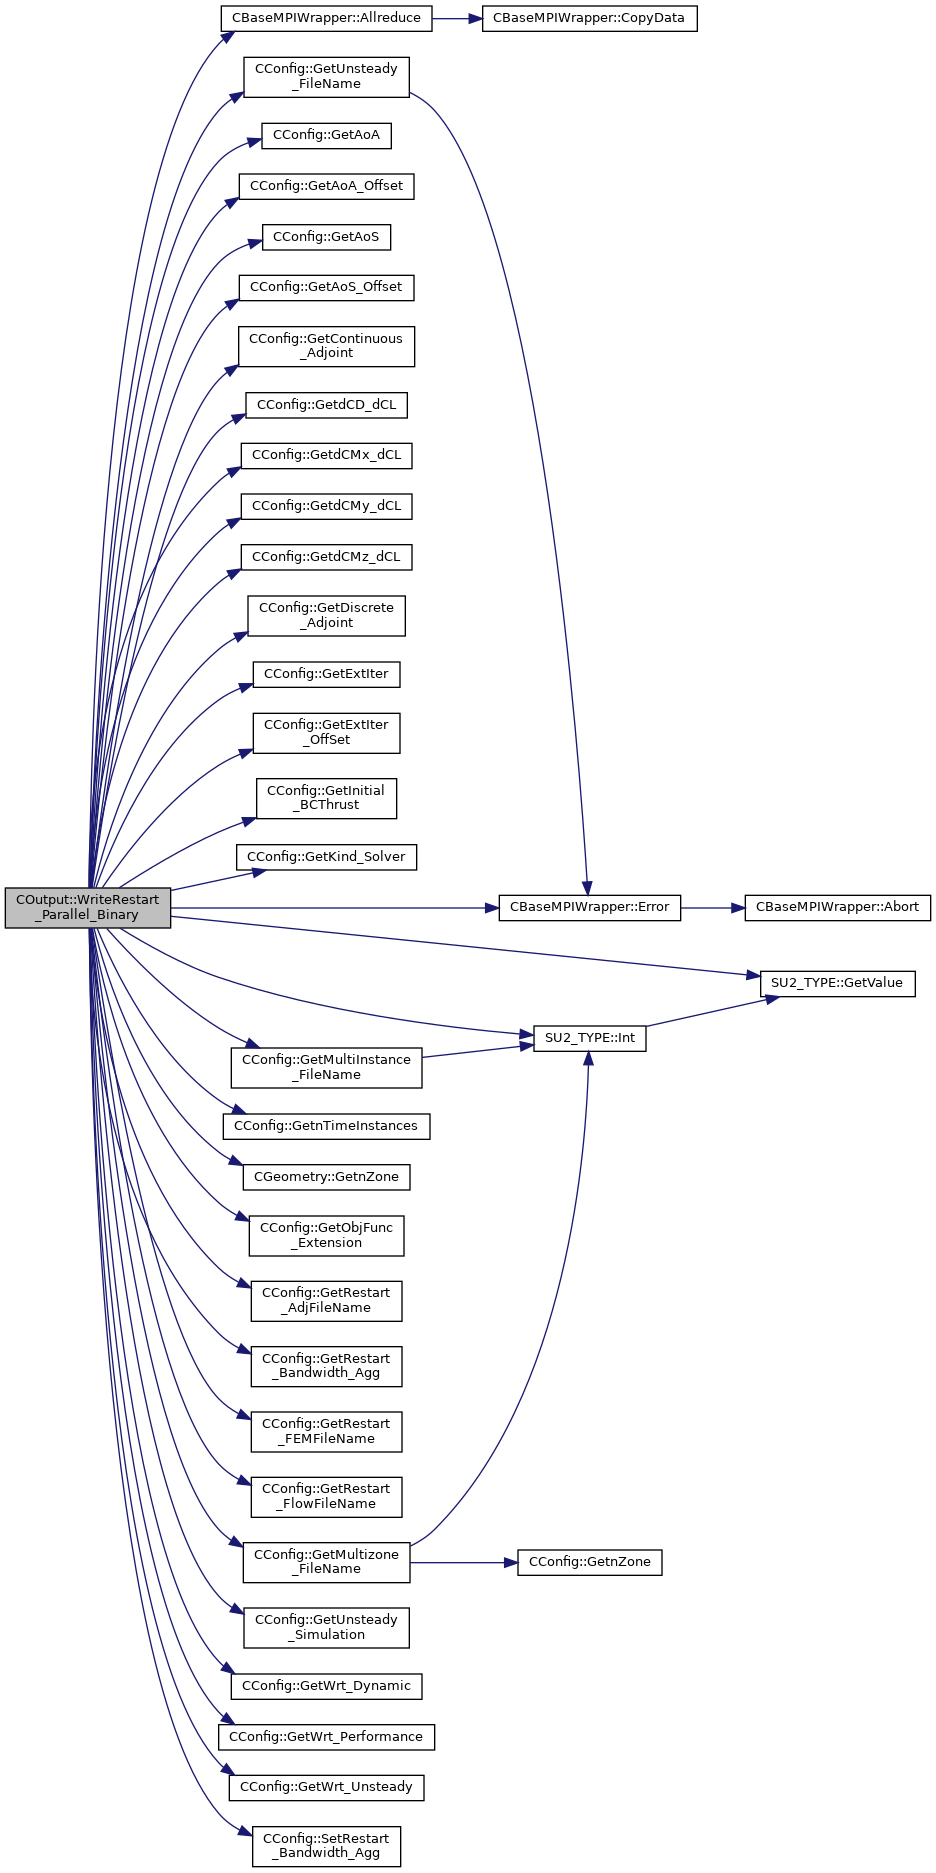 CBaseMPIWrapper::Allreduce
CBaseMPIWrapper::CopyData
CConfig::GetUnsteady
_FileName
CConfig::GetAoA
CConfig::GetAoA_Offset
CConfig::GetAoS
CConfig::GetAoS_Offset
CConfig::GetContinuous
_Adjoint
CConfig::GetdCD_dCL
CConfig::GetdCMx_dCL
CConfig::GetdCMy_dCL
CConfig::GetdCMz_dCL
CConfig::GetDiscrete
_Adjoint
CConfig::GetExtIter
CConfig::GetExtIter
_OffSet
CConfig::GetInitial
_BCThrust
CConfig::GetKind_Solver
COutput::WriteRestart
_Parallel_Binary
CBaseMPIWrapper::Error
CBaseMPIWrapper::Abort
SU2_TYPE::GetValue
SU2_TYPE::Int
CConfig::GetMultiInstance
_FileName
CConfig::GetnTimeInstances
CGeometry::GetnZone
CConfig::GetObjFunc
_Extension
CConfig::GetRestart
_AdjFileName
CConfig::GetRestart
_Bandwidth_Agg
CConfig::GetRestart
_FEMFileName
CConfig::GetRestart
_FlowFileName
CConfig::GetMultizone
_FileName
CConfig::GetnZone
CConfig::GetUnsteady
_Simulation
CConfig::GetWrt_Dynamic
CConfig::GetWrt_Performance
CConfig::GetWrt_Unsteady
CConfig::SetRestart
_Bandwidth_Agg